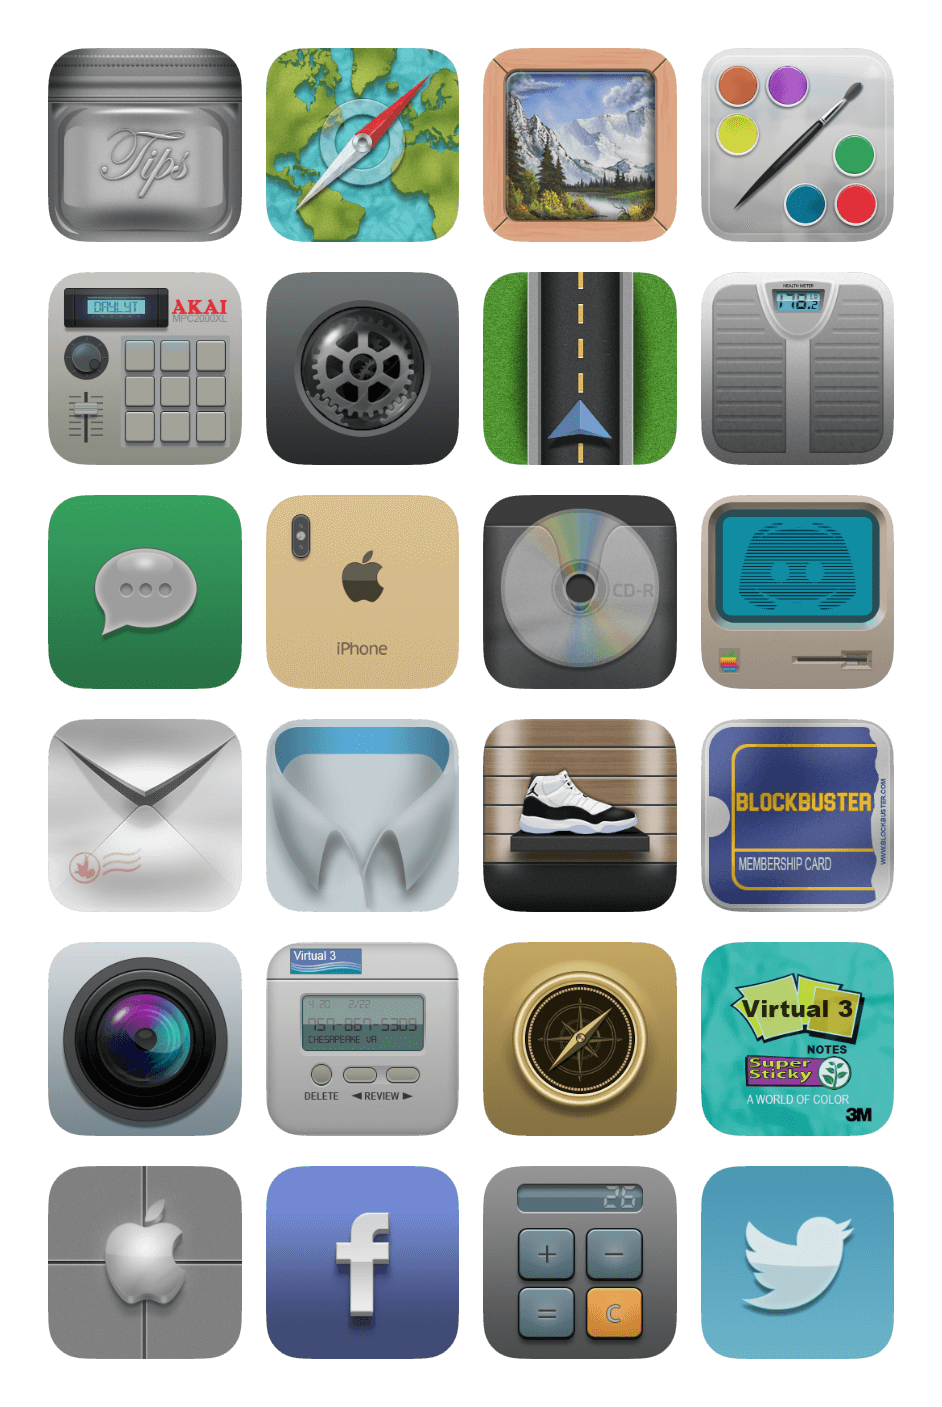 Tips
DAYLYT
AKAI
MPC2000XL
HEALTH METER
178.2
iPhone
CD-R
BLOCKBUSTER
MEMBERSHIP CARD
WWW.BLOCKBUSTER.COM
Virtual 3
4:20 2/22
757-867-5309
CHESAPEAKE VA
DELETE ◄ REVIEW ►
Virtual 3
NOTES
Super
Sticky
A WORLD OF COLOR
3M
f
26
+ −
= C